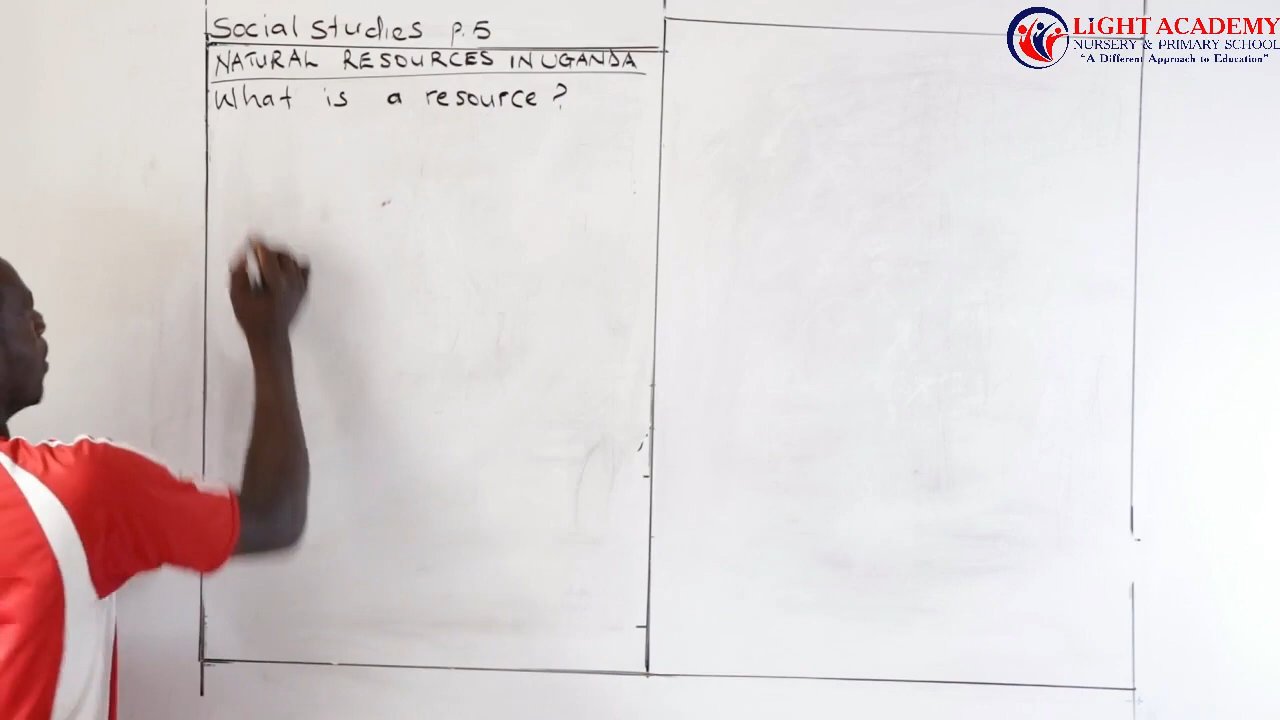 Social Studies p.5
NATURAL RESOURCES IN UGANDA
What is a resource?
LIGHT ACADEMY
NURSERY & PRIMARY SCHOOL
"A Different Approach to Education"